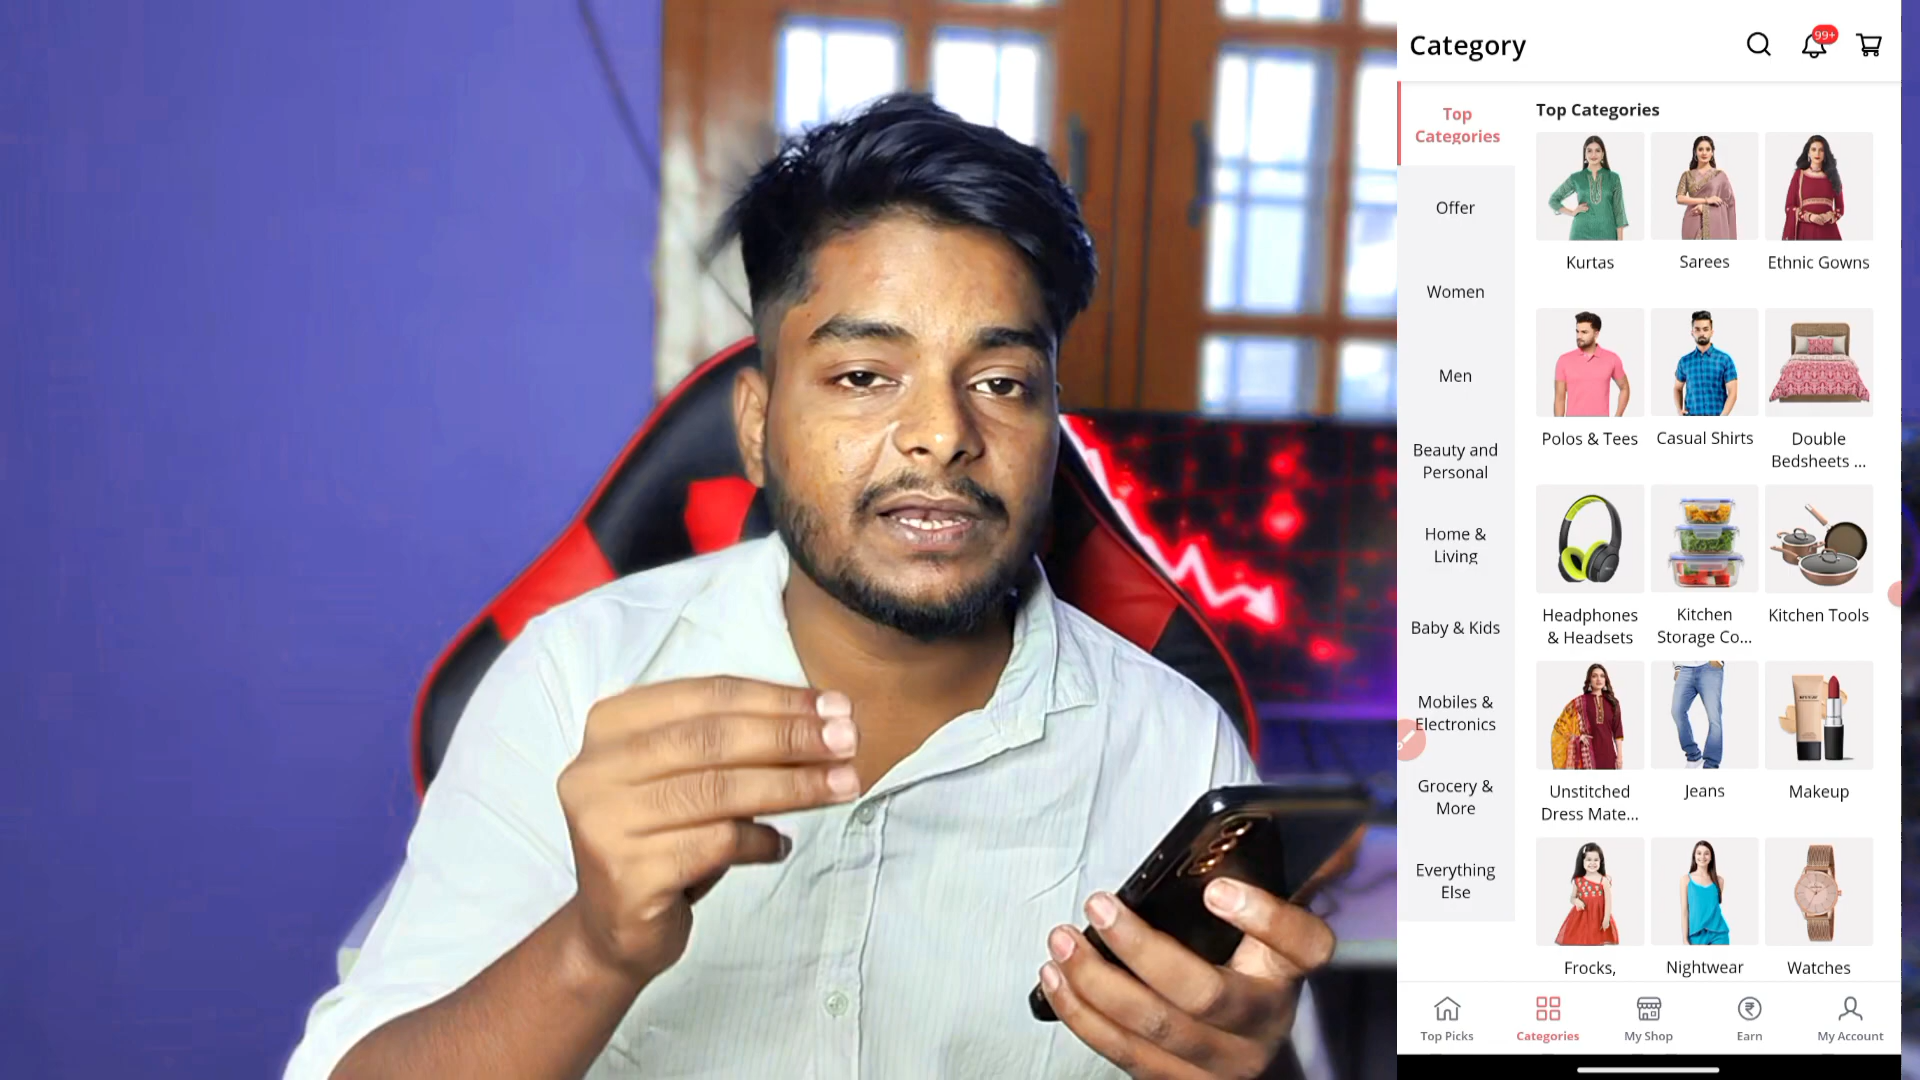 Category
99+
Top
Categories
Offer
Women
Men
Beauty and
Personal
Home &
Living
Baby & Kids
Mobiles &
Electronics
Grocery &
More
Everything
Else
Top Categories
Kurtas
Sarees
Ethnic Gowns
Polos & Tees
Casual Shirts
Double
Bedsheets ...
Headphones
& Headsets
Kitchen
Storage Co...
Kitchen Tools
Unstitched
Dress Mate...
Jeans
Makeup
Frocks,
Nightwear
Watches
Top Picks
Categories
My Shop
Earn
My Account